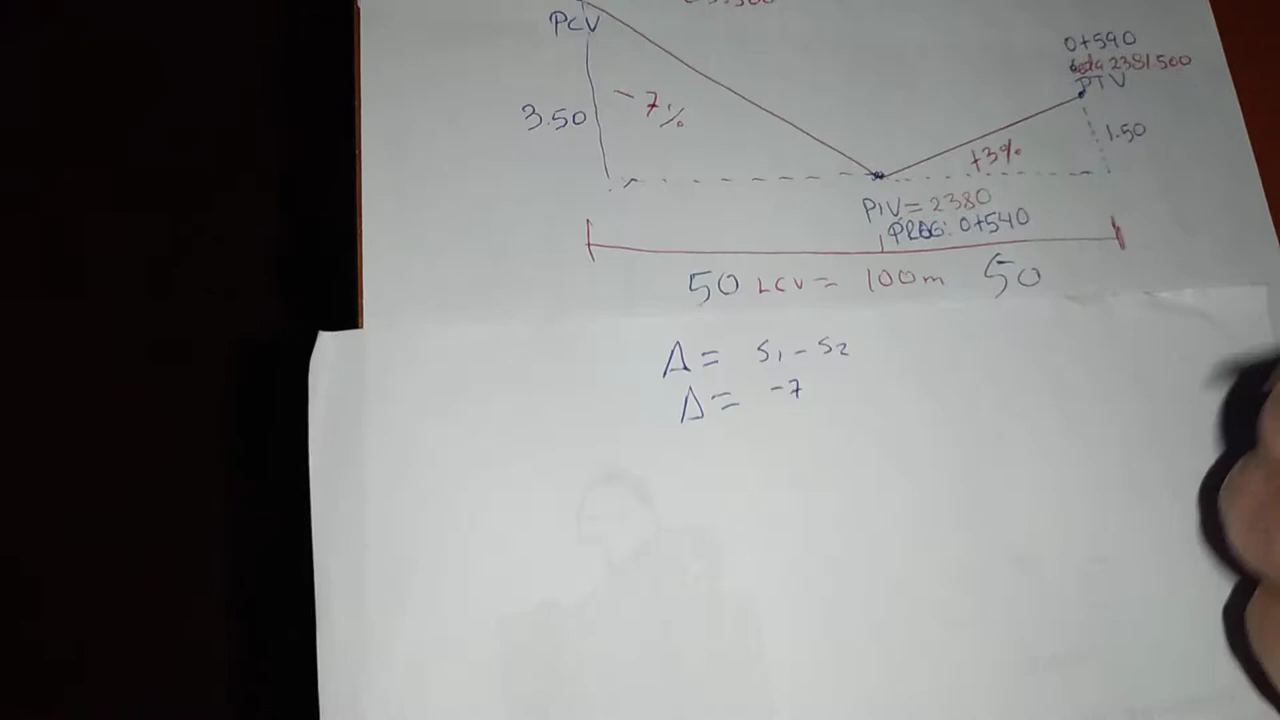 PCV
0+590
2381.500
PTV
3.50
-7%
1.50
+3%
PIV=2380
PROG: 0+540
50 LCV= 100m 50
A= S1-S2
A= -7